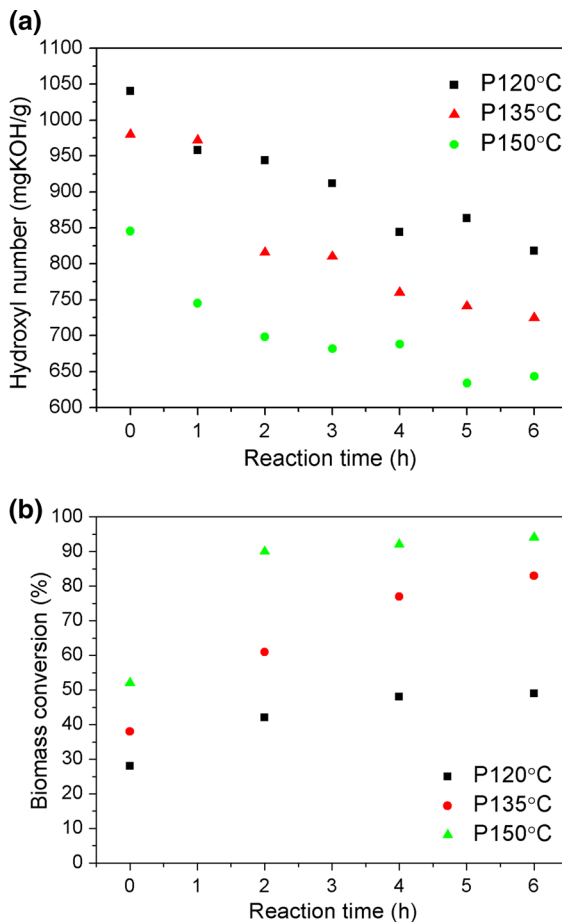 (a)
1100
1050
1000
950
900
850
800
750
700
650
600
Hydroxyl number (mgKOH/g)
P120°C
P135°C
P150°C
0 1 2 3 4 5 6
Reaction time (h)
(b)
100
90
80
70
60
50
40
30
20
10
0
Biomass conversion (%)
P120°C
P135°C
P150°C
0 1 2 3 4 5 6
Reaction time (h)